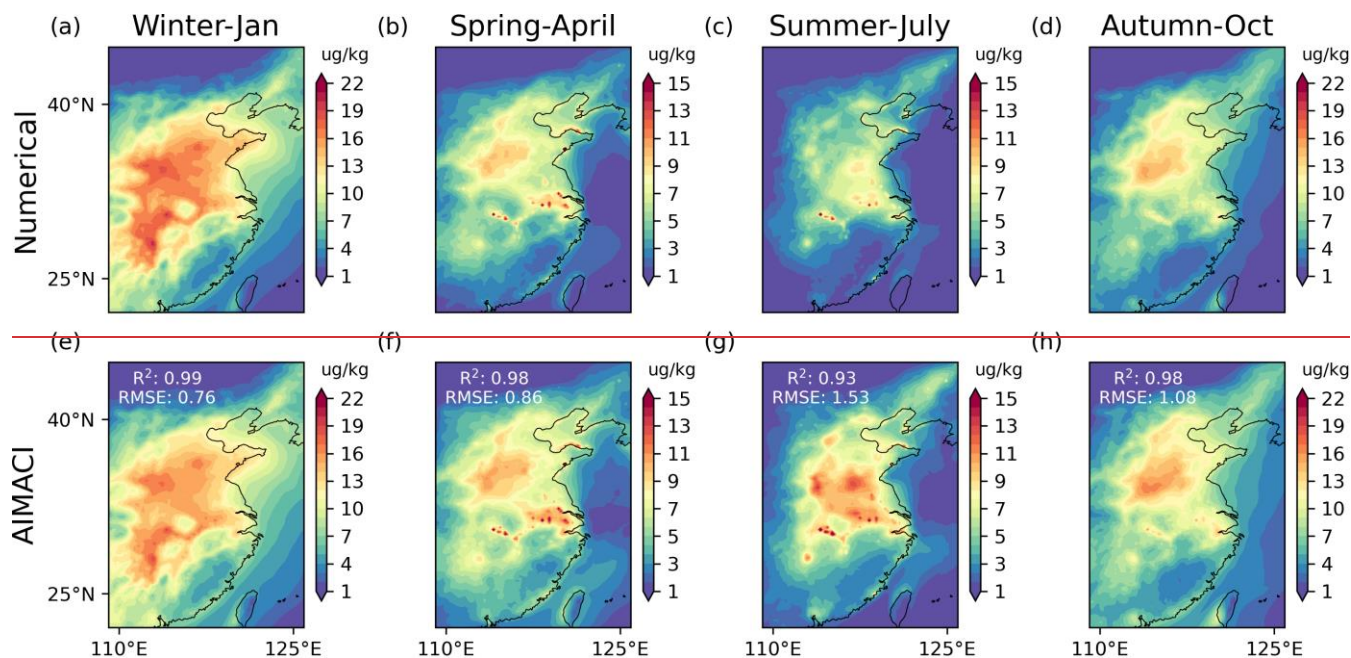 (a) Winter-Jan (b) Spring-April (c) Summer-July (d) Autumn-Oct
ug/kg ug/kg ug/kg ug/kg
Numerical
40°N
25°N
22 19 16 13 10 7 4 1
15 13 11 9 7 5 3 1
15 13 11 9 7 5 3 1
22 19 16 13 10 7 4 1
(e) (f) (g) (h)
ug/kg ug/kg ug/kg ug/kg
R²: 0.99 R²: 0.98 R²: 0.93 R²: 0.98
RMSE: 0.76 RMSE: 0.86 RMSE: 1.53 RMSE: 1.08
AIMACI
40°N
25°N
22 19 16 13 10 7 4 1
15 13 11 9 7 5 3 1
15 13 11 9 7 5 3 1
22 19 16 13 10 7 4 1
110°E 125°E 110°E 125°E 110°E 125°E 110°E 125°E